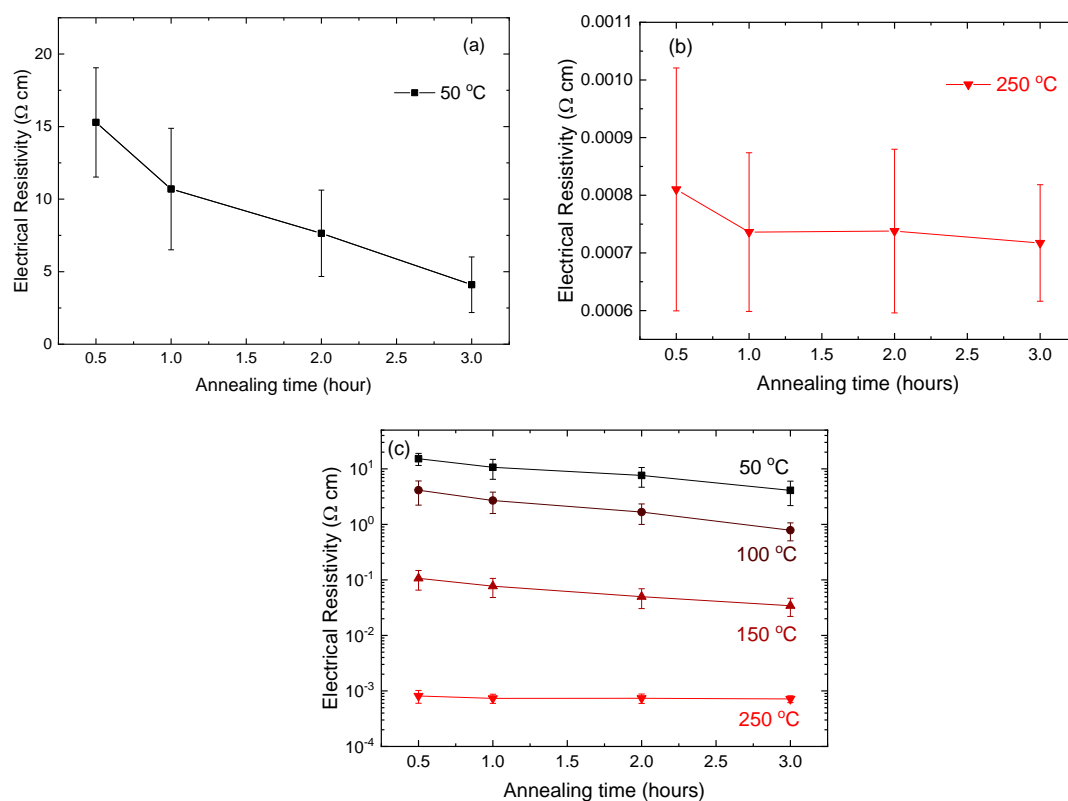 (a)
50 °C
Electrical Resistivity (Ω cm)
20
15
10
5
0
0.5 1.0 1.5 2.0 2.5 3.0
Annealing time (hour)
(b)
250 °C
Electrical Resistivity (Ω cm)
0.0011
0.0010
0.0009
0.0008
0.0007
0.0006
0.5 1.0 1.5 2.0 2.5 3.0
Annealing time (hours)
(c)
Electrical Resistivity (Ω cm)
10¹
10⁰
10⁻¹
10⁻²
10⁻³
10⁻⁴
50 °C
100 °C
150 °C
250 °C
0.5 1.0 1.5 2.0 2.5 3.0
Annealing time (hours)